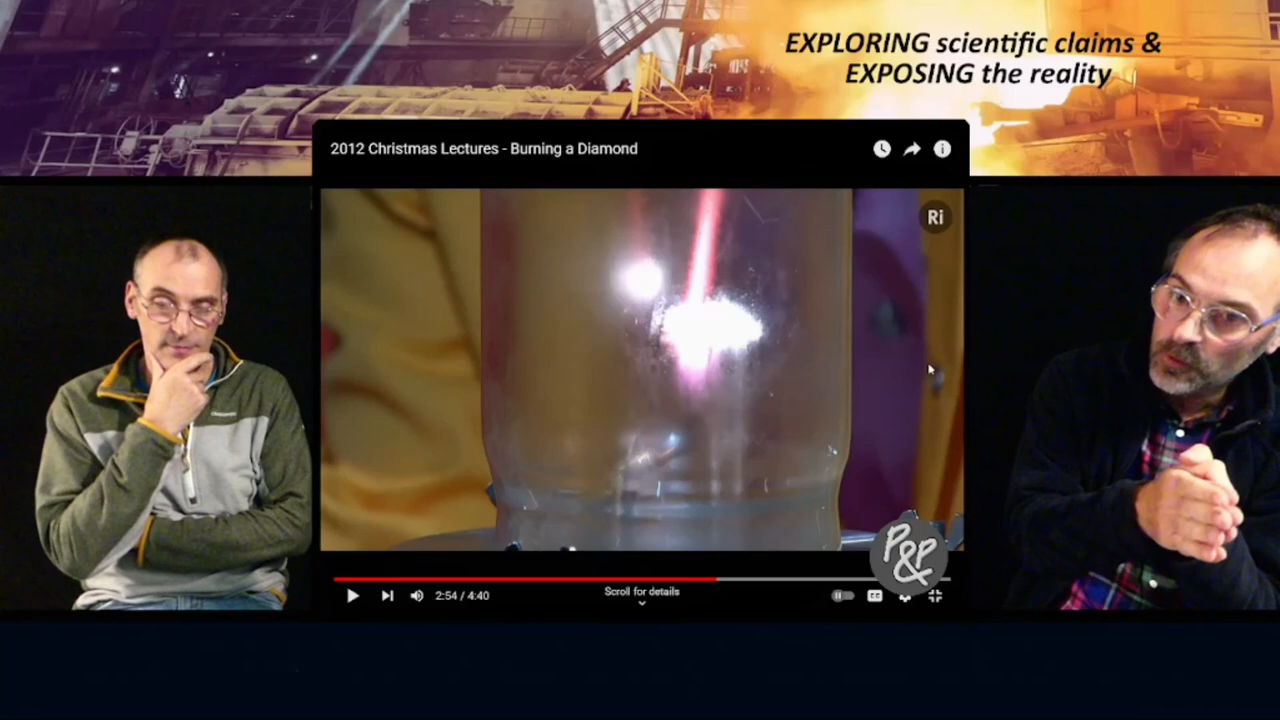 EXPLORING scientific claims &
EXPOSING the reality
2012 Christmas Lectures - Burning a Diamond
Ri
P&P
2:54 / 4:40
Scroll for details
CC